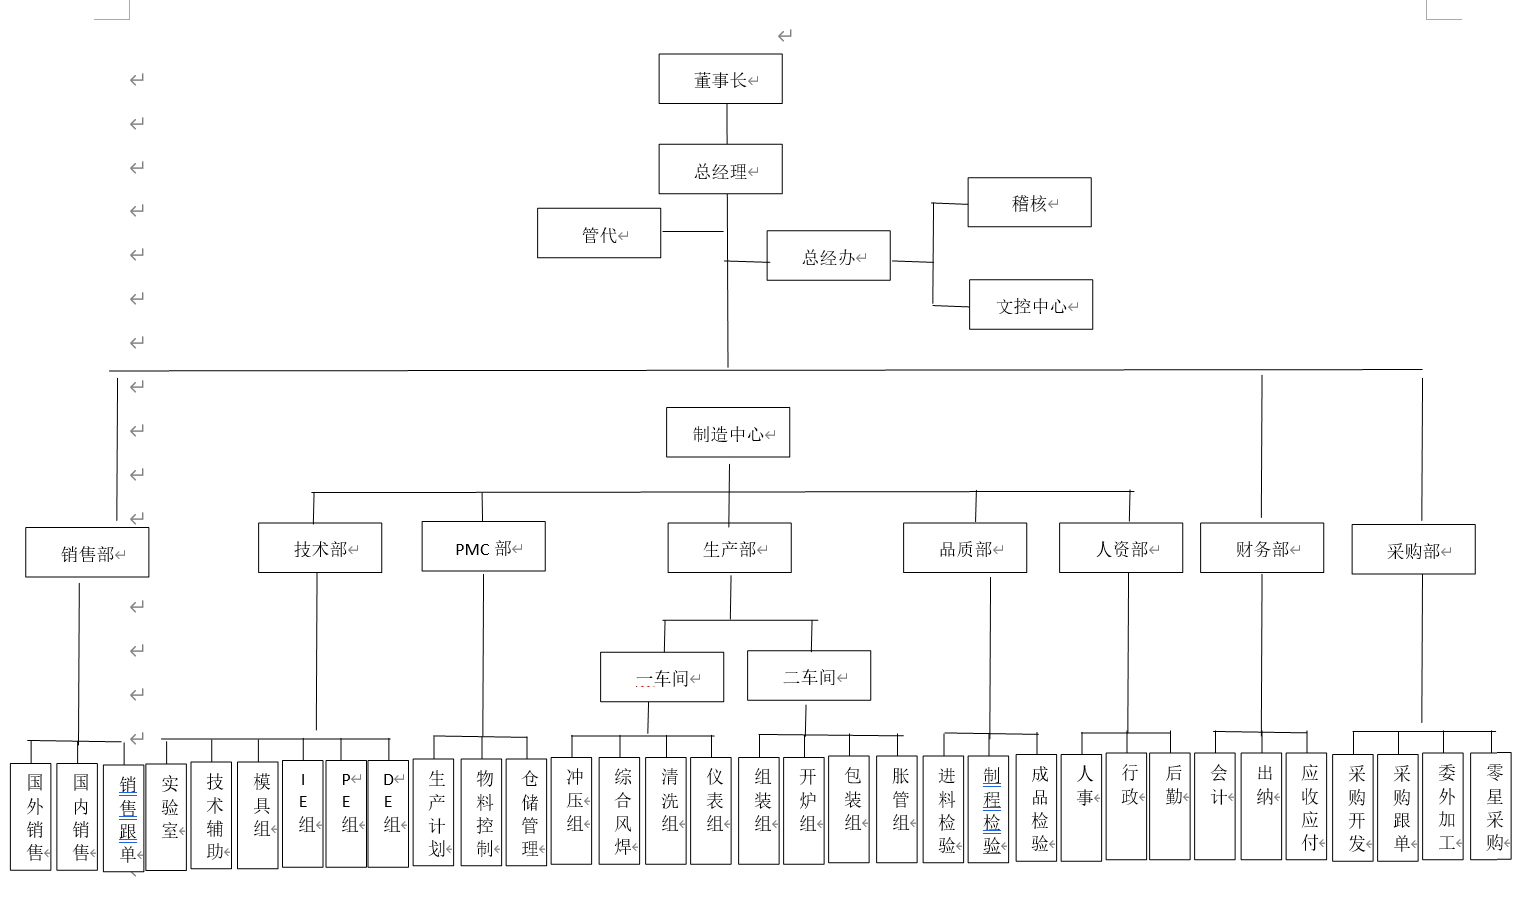 董事长
总经理
稽核
管代
总经办
文控中心
制造中心
销售部
技术部
PMC 部
生产部
品质部
人资部
财务部
采购部
一车间
二车间
国外销售
国内销售
销售跟单
实验室
技术辅助
模具组
IE组
PE组
DE组
生产计划
物料控制
仓储管理
冲压组
综合风焊
清洗组
仪表组
组装组
开炉组
包装组
胀管组
进料检验
制程检验
成品检验
人事
行政
后勤
会计
出纳
应收应付
采购开发
采购跟单
委外加工
零星采购